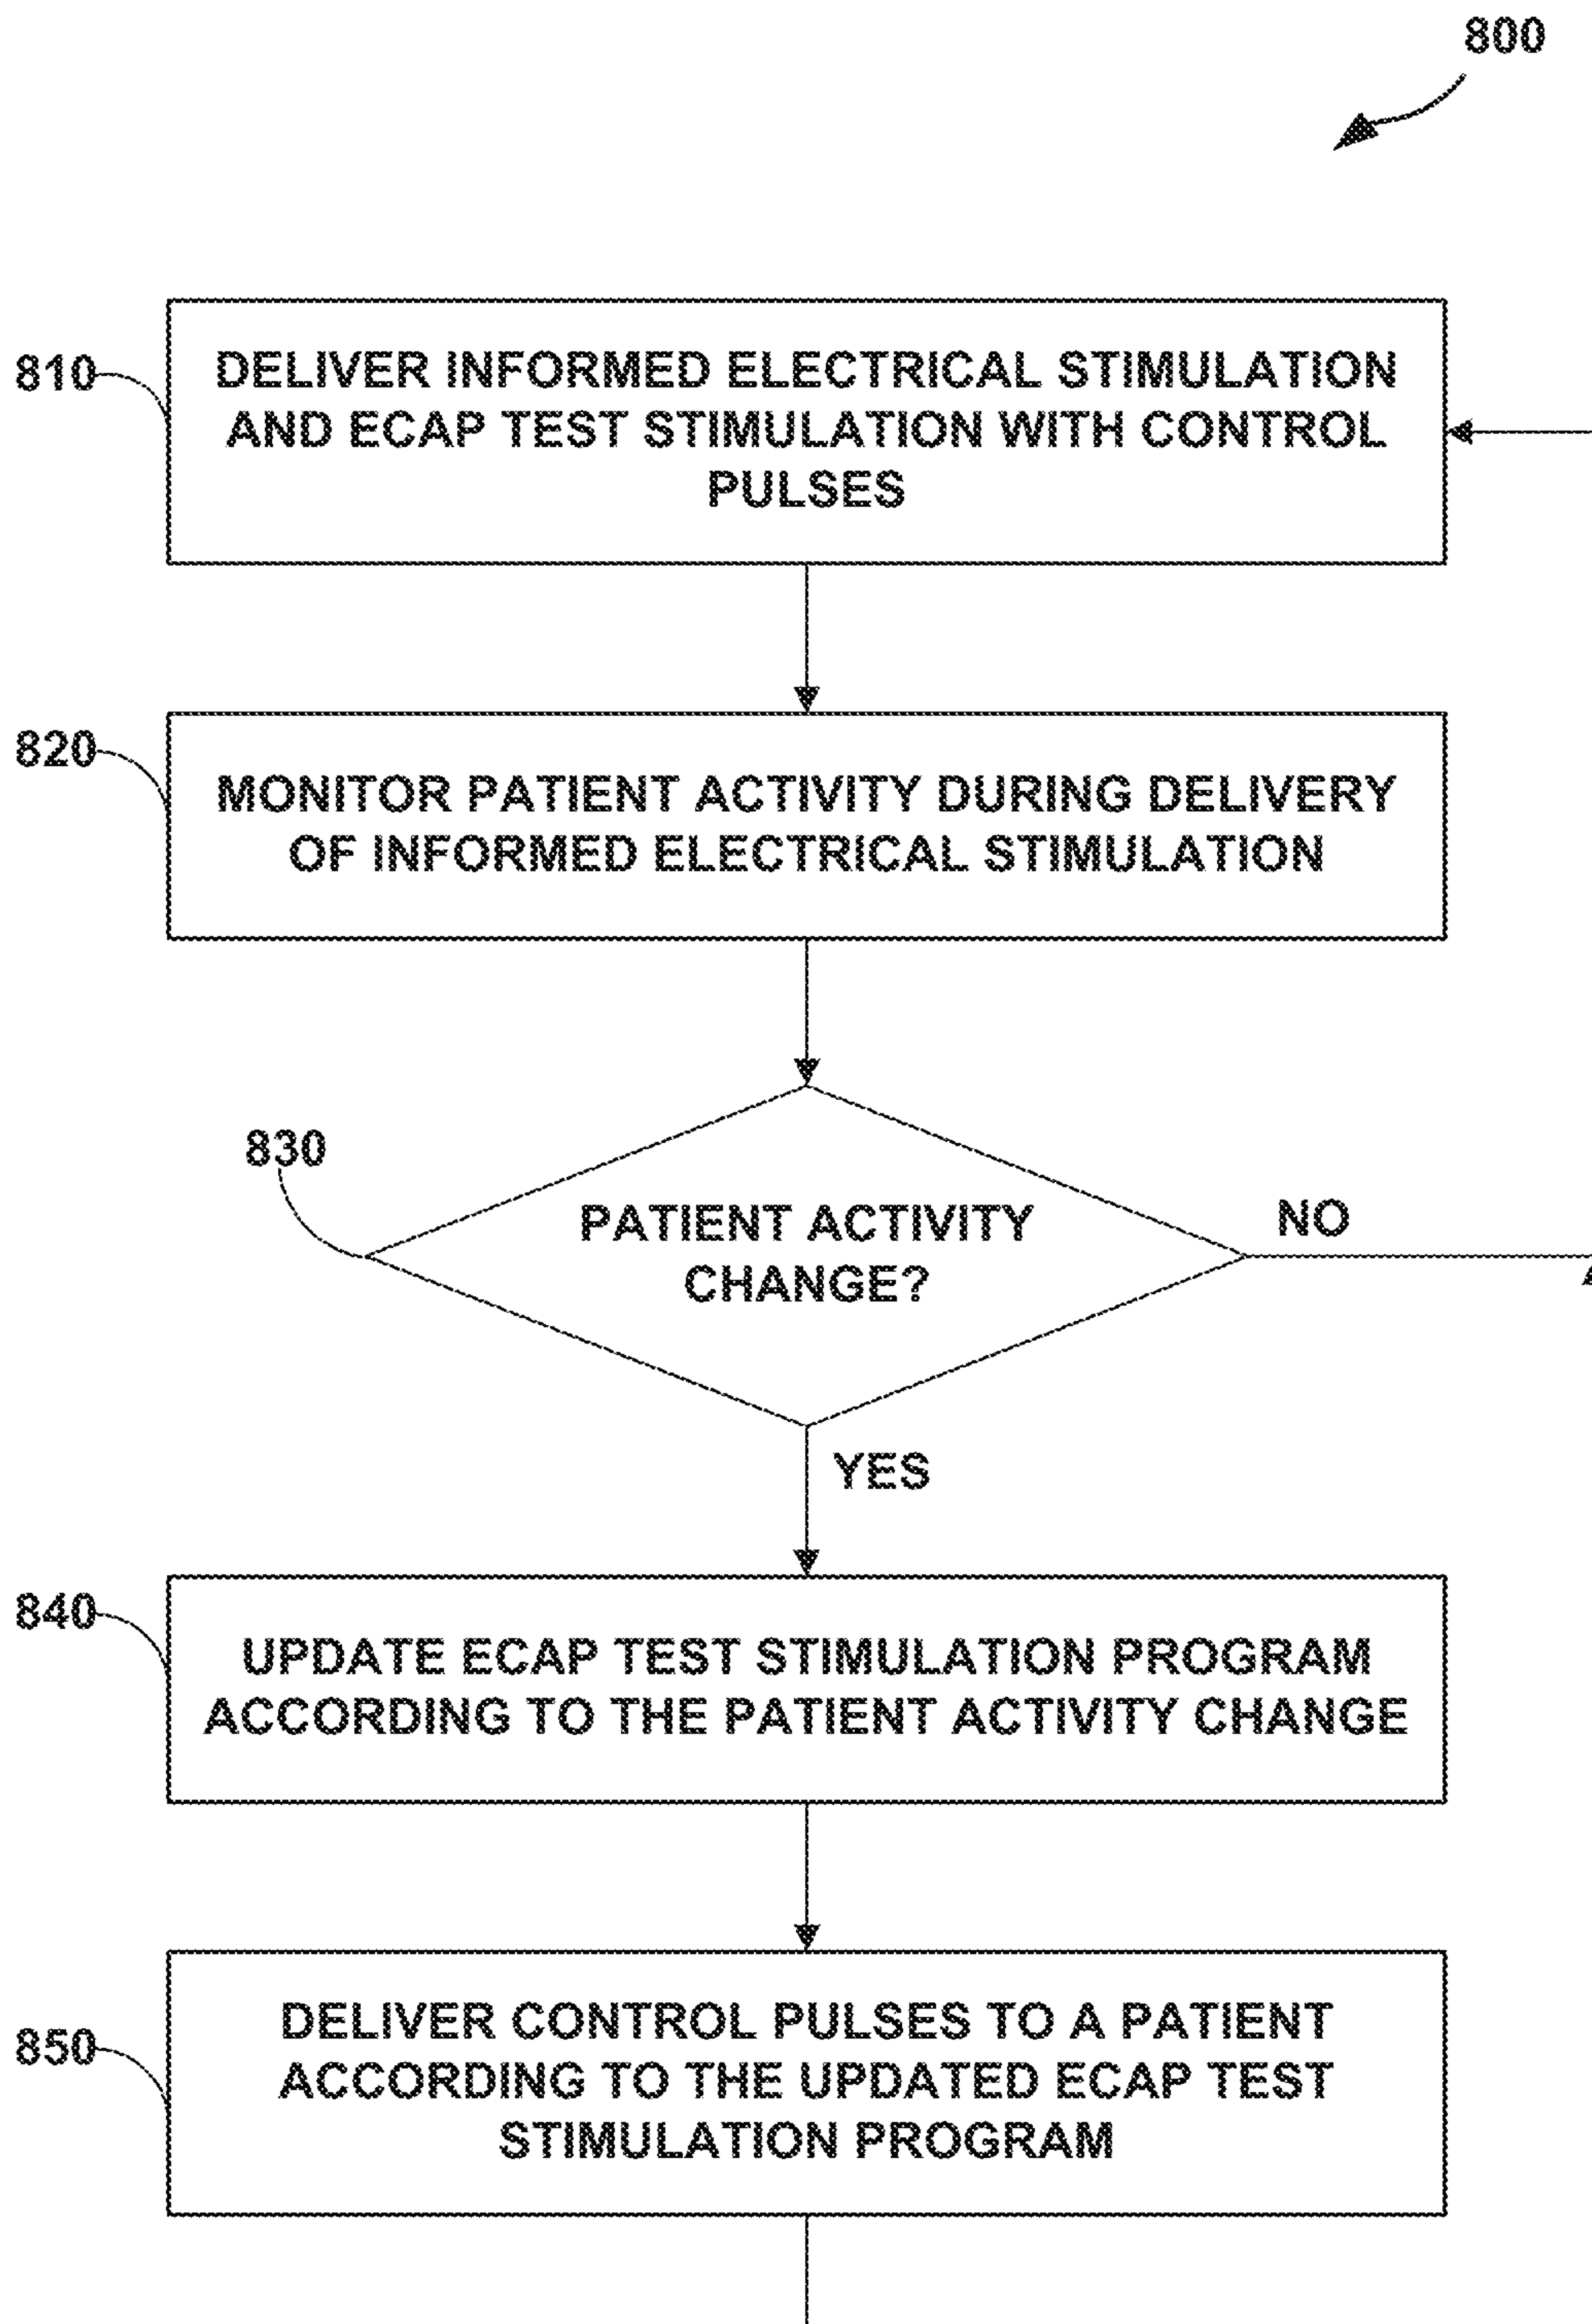 800
810
DELIVER INFORMED ELECTRICAL STIMULATION
AND ECAP TEST STIMULATION WITH CONTROL
PULSES
820
MONITOR PATIENT ACTIVITY DURING DELIVERY
OF INFORMED ELECTRICAL STIMULATION
830
PATIENT ACTIVITY
CHANGE?
NO
YES
840
UPDATE ECAP TEST STIMULATION PROGRAM
ACCORDING TO THE PATIENT ACTIVITY CHANGE
850
DELIVER CONTROL PULSES TO A PATIENT
ACCORDING TO THE UPDATED ECAP TEST
STIMULATION PROGRAM